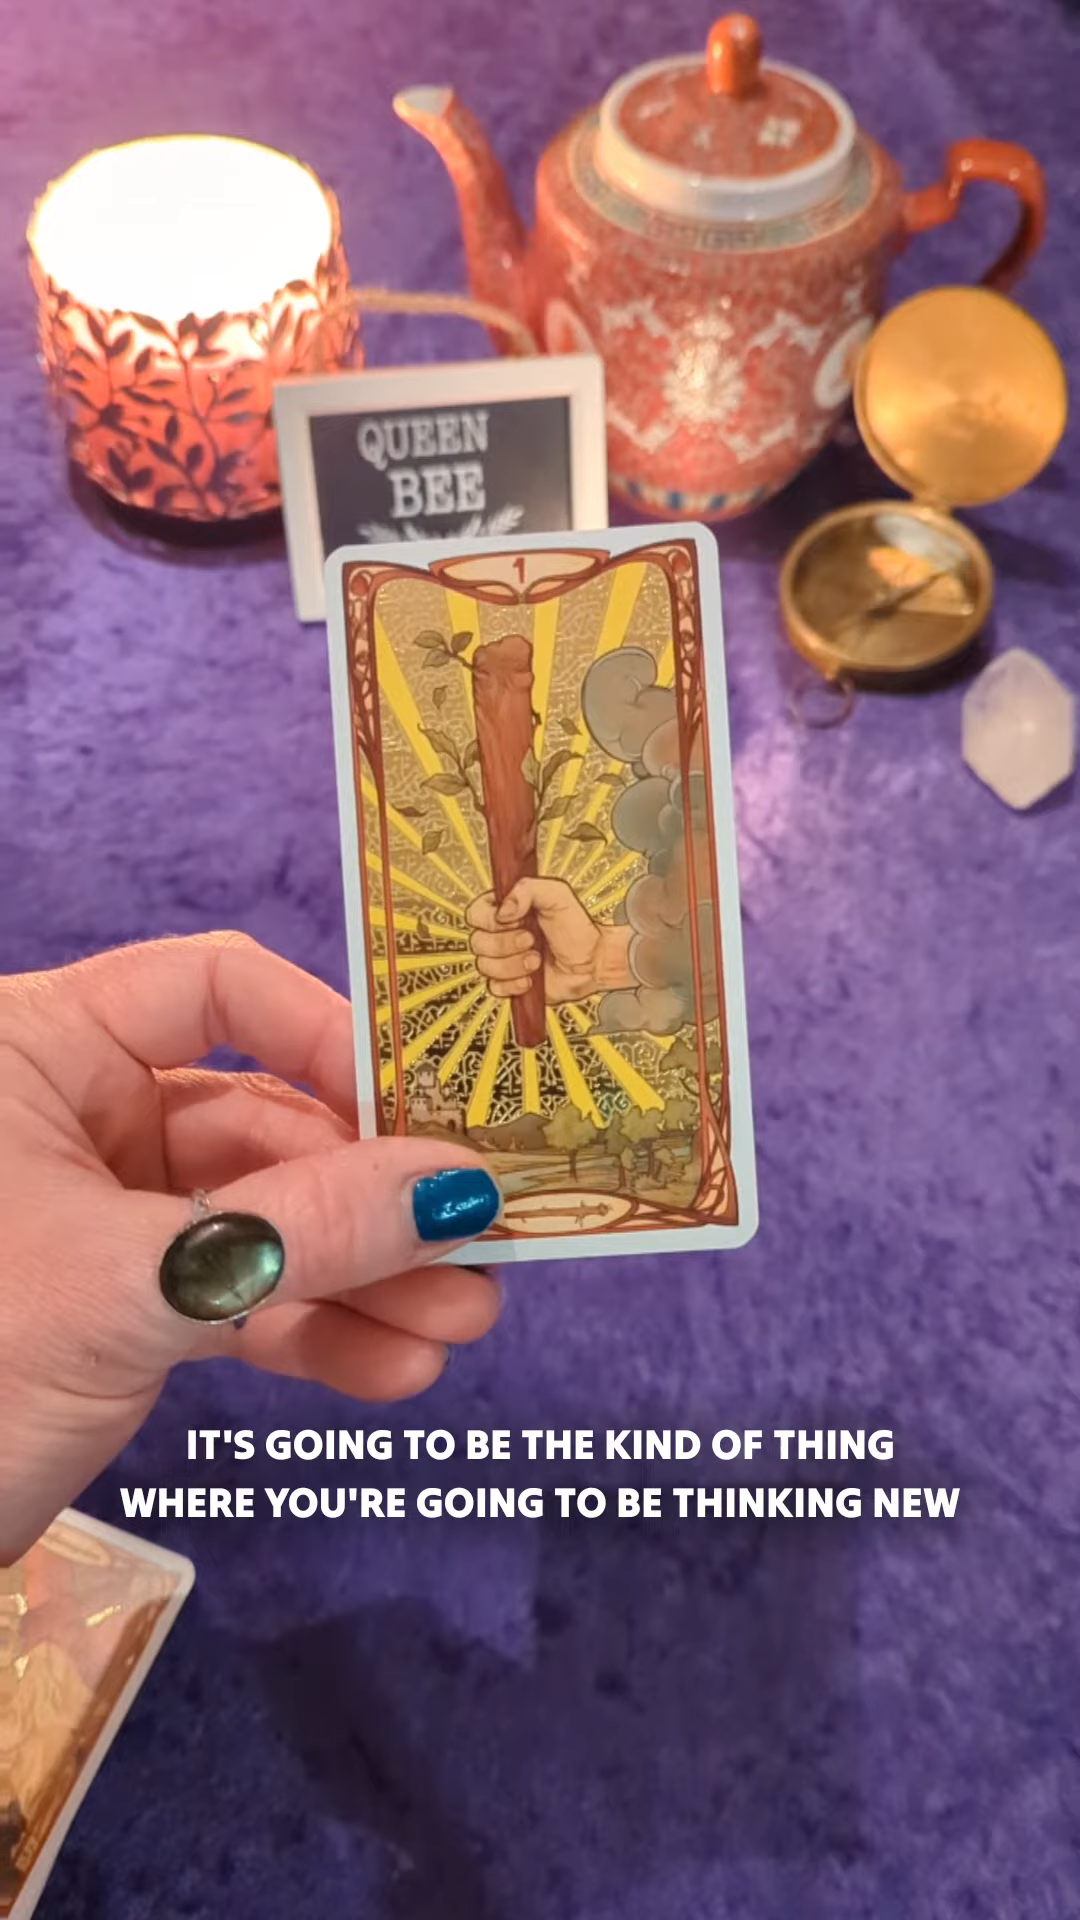 QUEEN
BEE
1
IT'S GOING TO BE THE KIND OF THING
WHERE YOU'RE GOING TO BE THINKING NEW